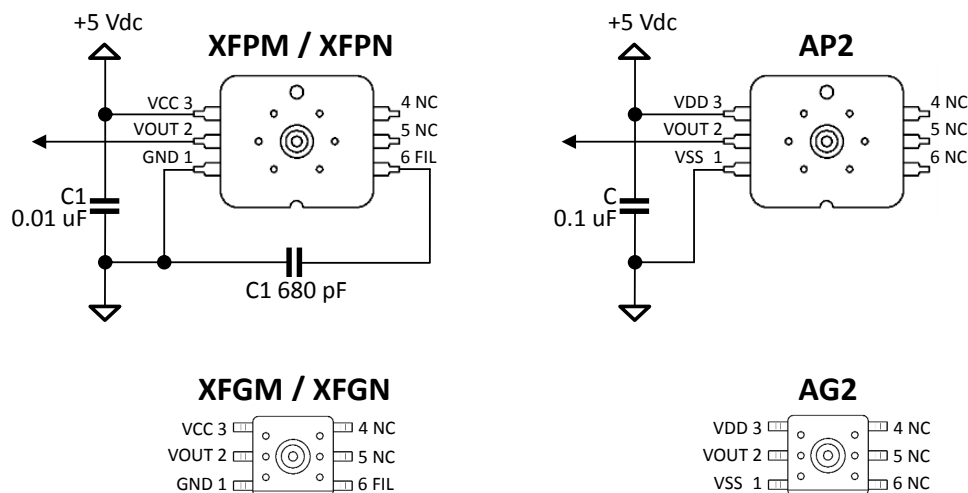 +5 Vdc
XFPM / XFPN
VCC 3
4 NC
VOUT 2
5 NC
GND 1
6 FIL
C1
0.01 uF
C1 680 pF
+5 Vdc
AP2
VDD 3
4 NC
VOUT 2
5 NC
VSS 1
6 NC
C
0.1 uF
XFGM / XFGN
VCC 3
4 NC
VOUT 2
5 NC
GND 1
6 FIL
AG2
VDD 3
4 NC
VOUT 2
5 NC
VSS 1
6 NC